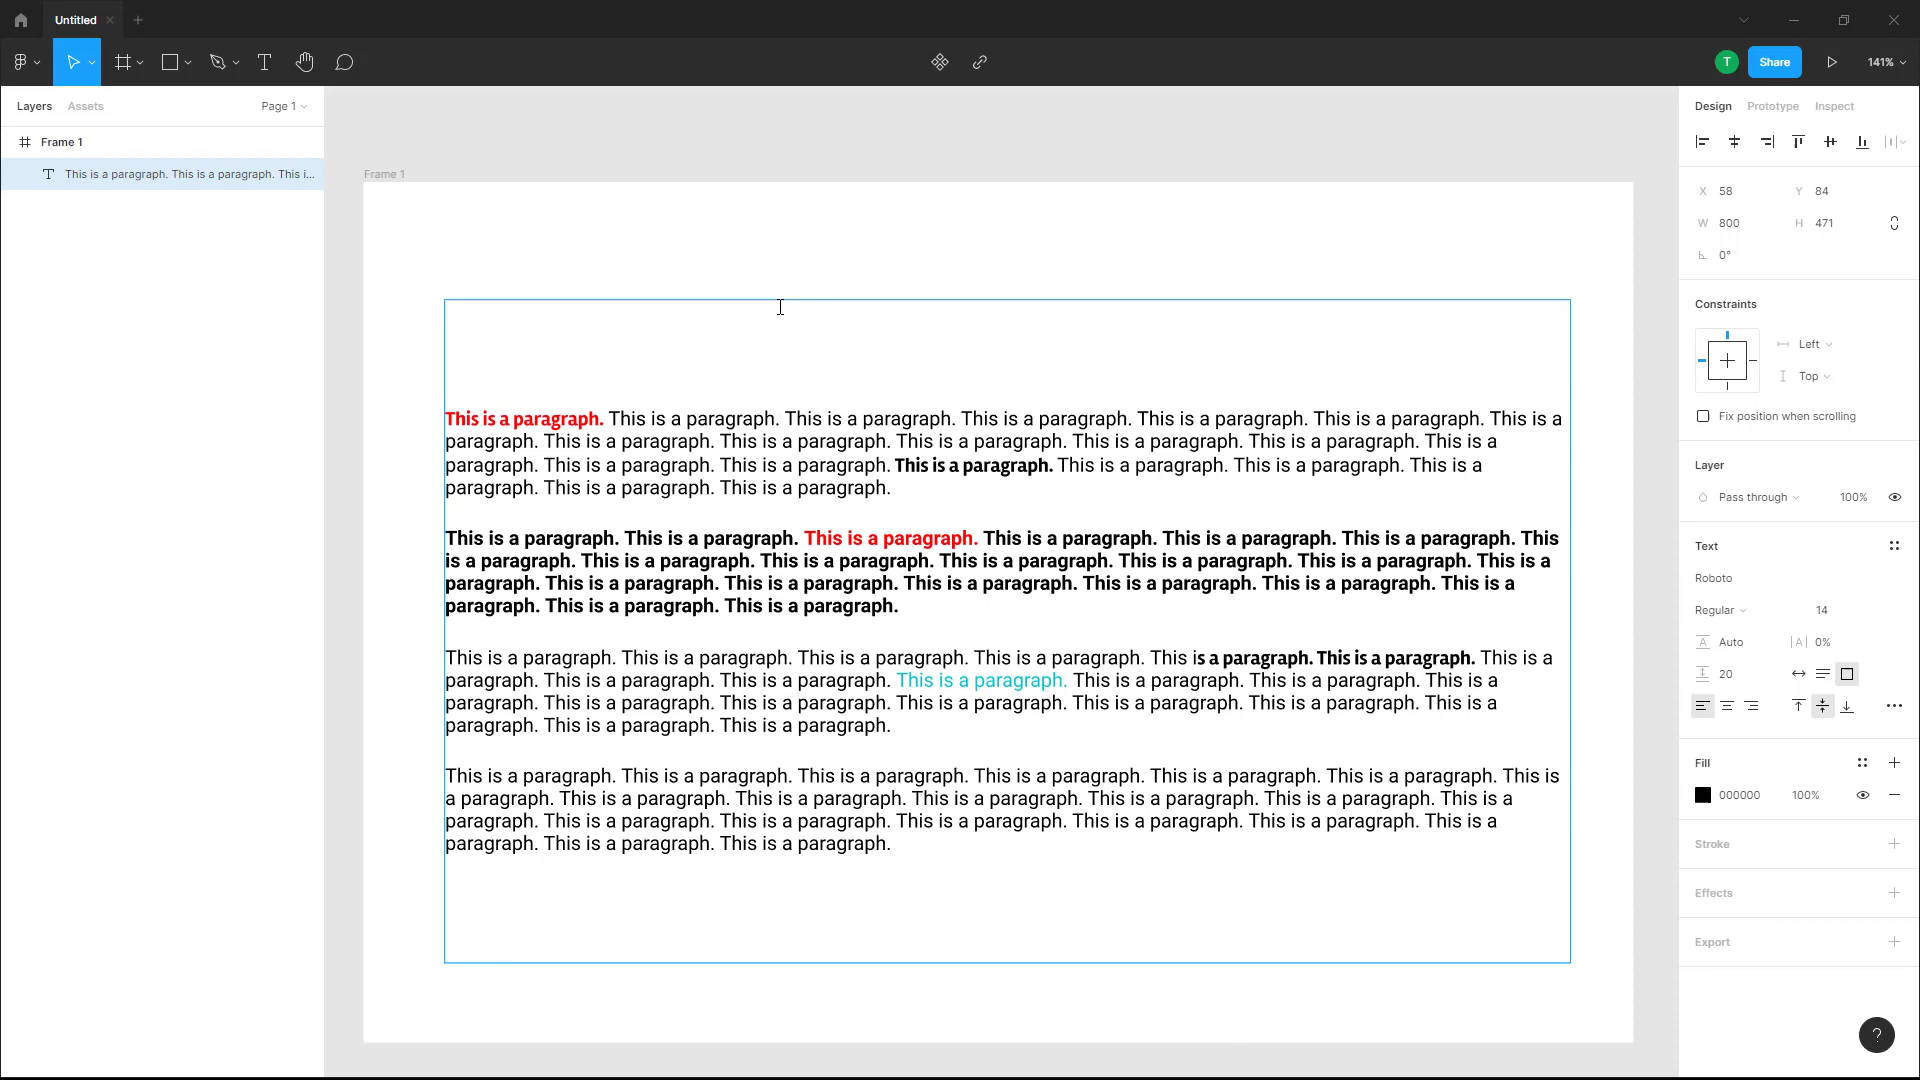 Untitled
T
Share
141%
Layers
Assets
Page 1
Frame 1
This is a paragraph. This is a paragraph. This i...
Frame 1
This is a paragraph. This is a paragraph. This is a paragraph. This is a paragraph. This is a paragraph. This is a paragraph. This is a
paragraph. This is a paragraph. This is a paragraph. This is a paragraph. This is a paragraph. This is a paragraph. This is a
paragraph. This is a paragraph. This is a paragraph. This is a paragraph. This is a paragraph. This is a paragraph. This is a
paragraph. This is a paragraph. This is a paragraph.
This is a paragraph. This is a paragraph. This is a paragraph. This is a paragraph. This is a paragraph. This is a paragraph. This
is a paragraph. This is a paragraph. This is a paragraph. This is a paragraph. This is a paragraph. This is a paragraph. This is a
paragraph. This is a paragraph. This is a paragraph. This is a paragraph. This is a paragraph. This is a paragraph. This is a
paragraph. This is a paragraph. This is a paragraph.
This is a paragraph. This is a paragraph. This is a paragraph. This is a paragraph. This is a paragraph. This is a paragraph. This is a
paragraph. This is a paragraph. This is a paragraph. This is a paragraph. This is a paragraph. This is a paragraph. This is a
paragraph. This is a paragraph. This is a paragraph. This is a paragraph. This is a paragraph. This is a paragraph. This is a
paragraph. This is a paragraph. This is a paragraph.
This is a paragraph. This is a paragraph. This is a paragraph. This is a paragraph. This is a paragraph. This is a paragraph. This is
a paragraph. This is a paragraph. This is a paragraph. This is a paragraph. This is a paragraph. This is a paragraph. This is a
paragraph. This is a paragraph. This is a paragraph. This is a paragraph. This is a paragraph. This is a paragraph. This is a
paragraph. This is a paragraph. This is a paragraph.
Design
Prototype
Inspect
X 58 Y 84
W 800 H 471
0°
Constraints
Left
Top
Fix position when scrolling
Layer
Pass through 100%
Text
Roboto
Regular 14
A Auto |A| 0%
20
Fill
000000 100%
Stroke
Effects
Export
?